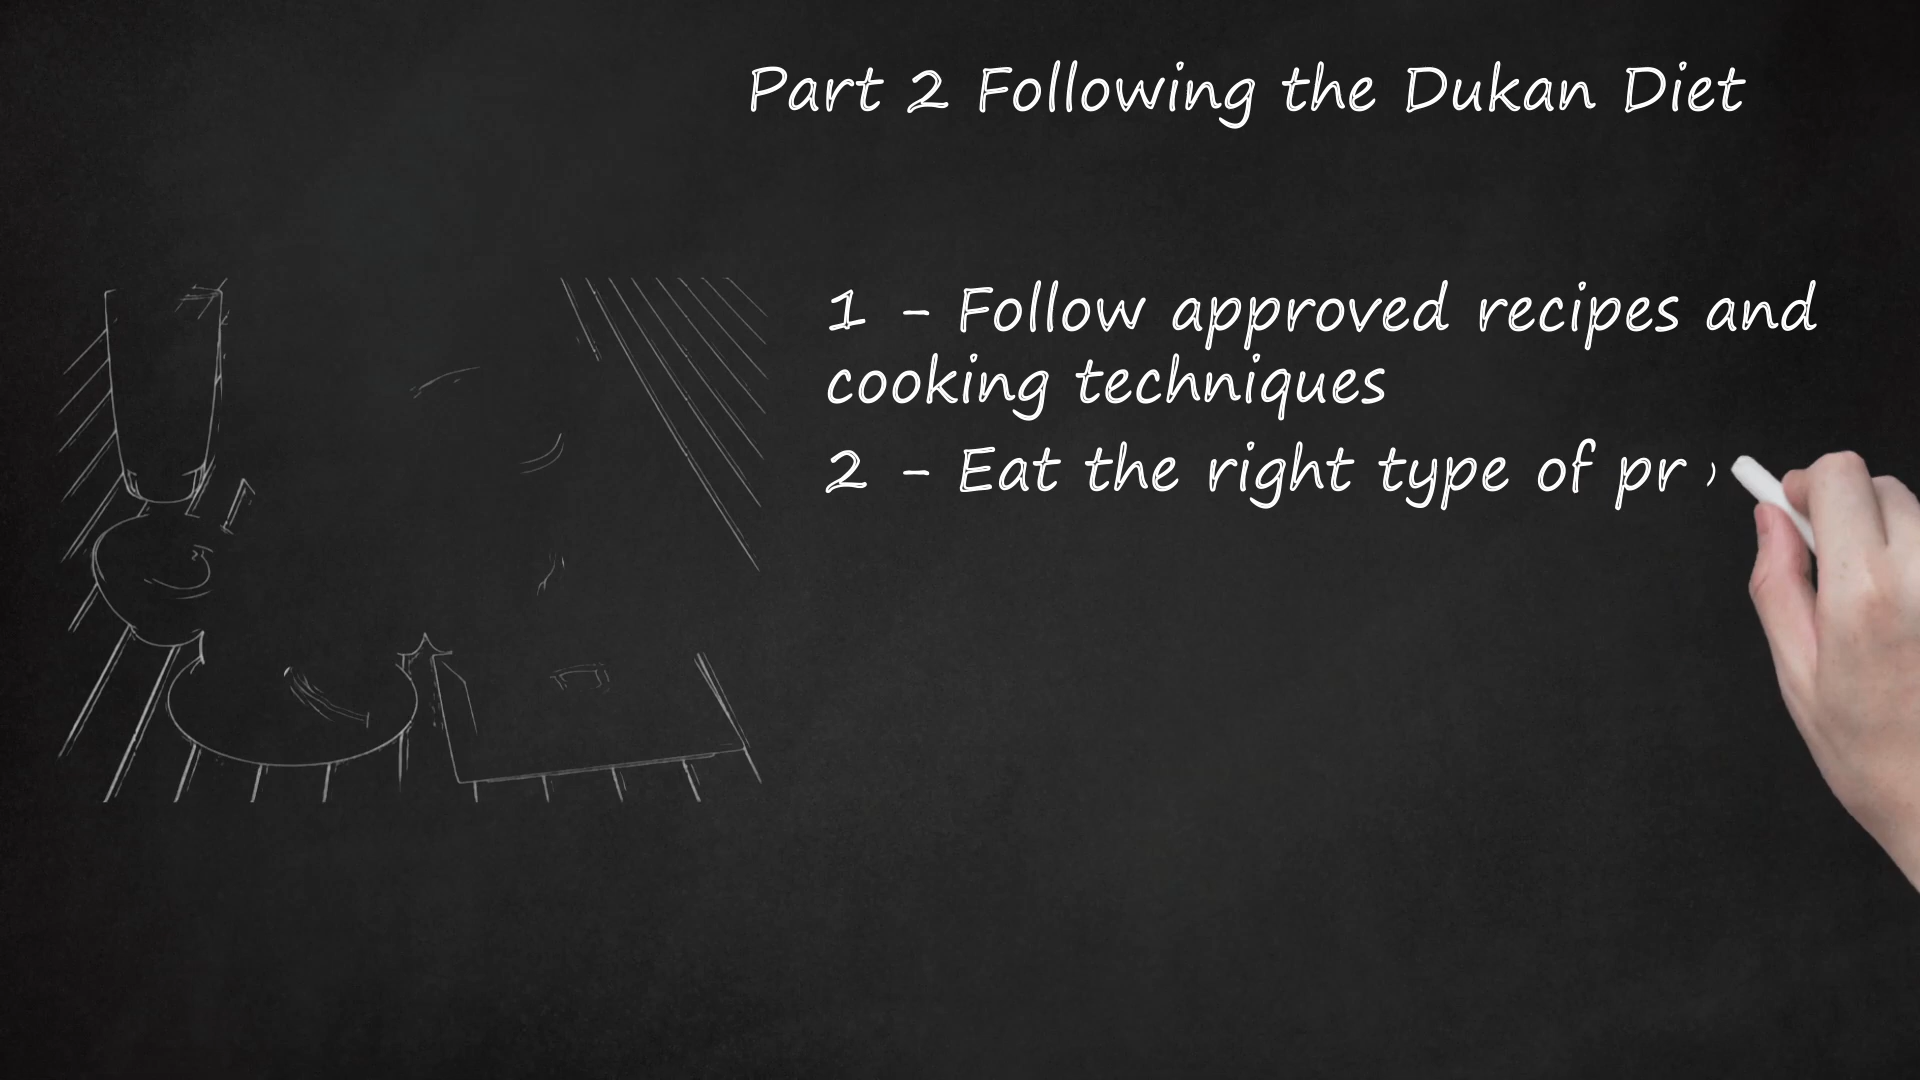 Part 2 Following the Dukan Diet
1 - Follow approved recipes and
cooking techniques
2 - Eat the right type of pr